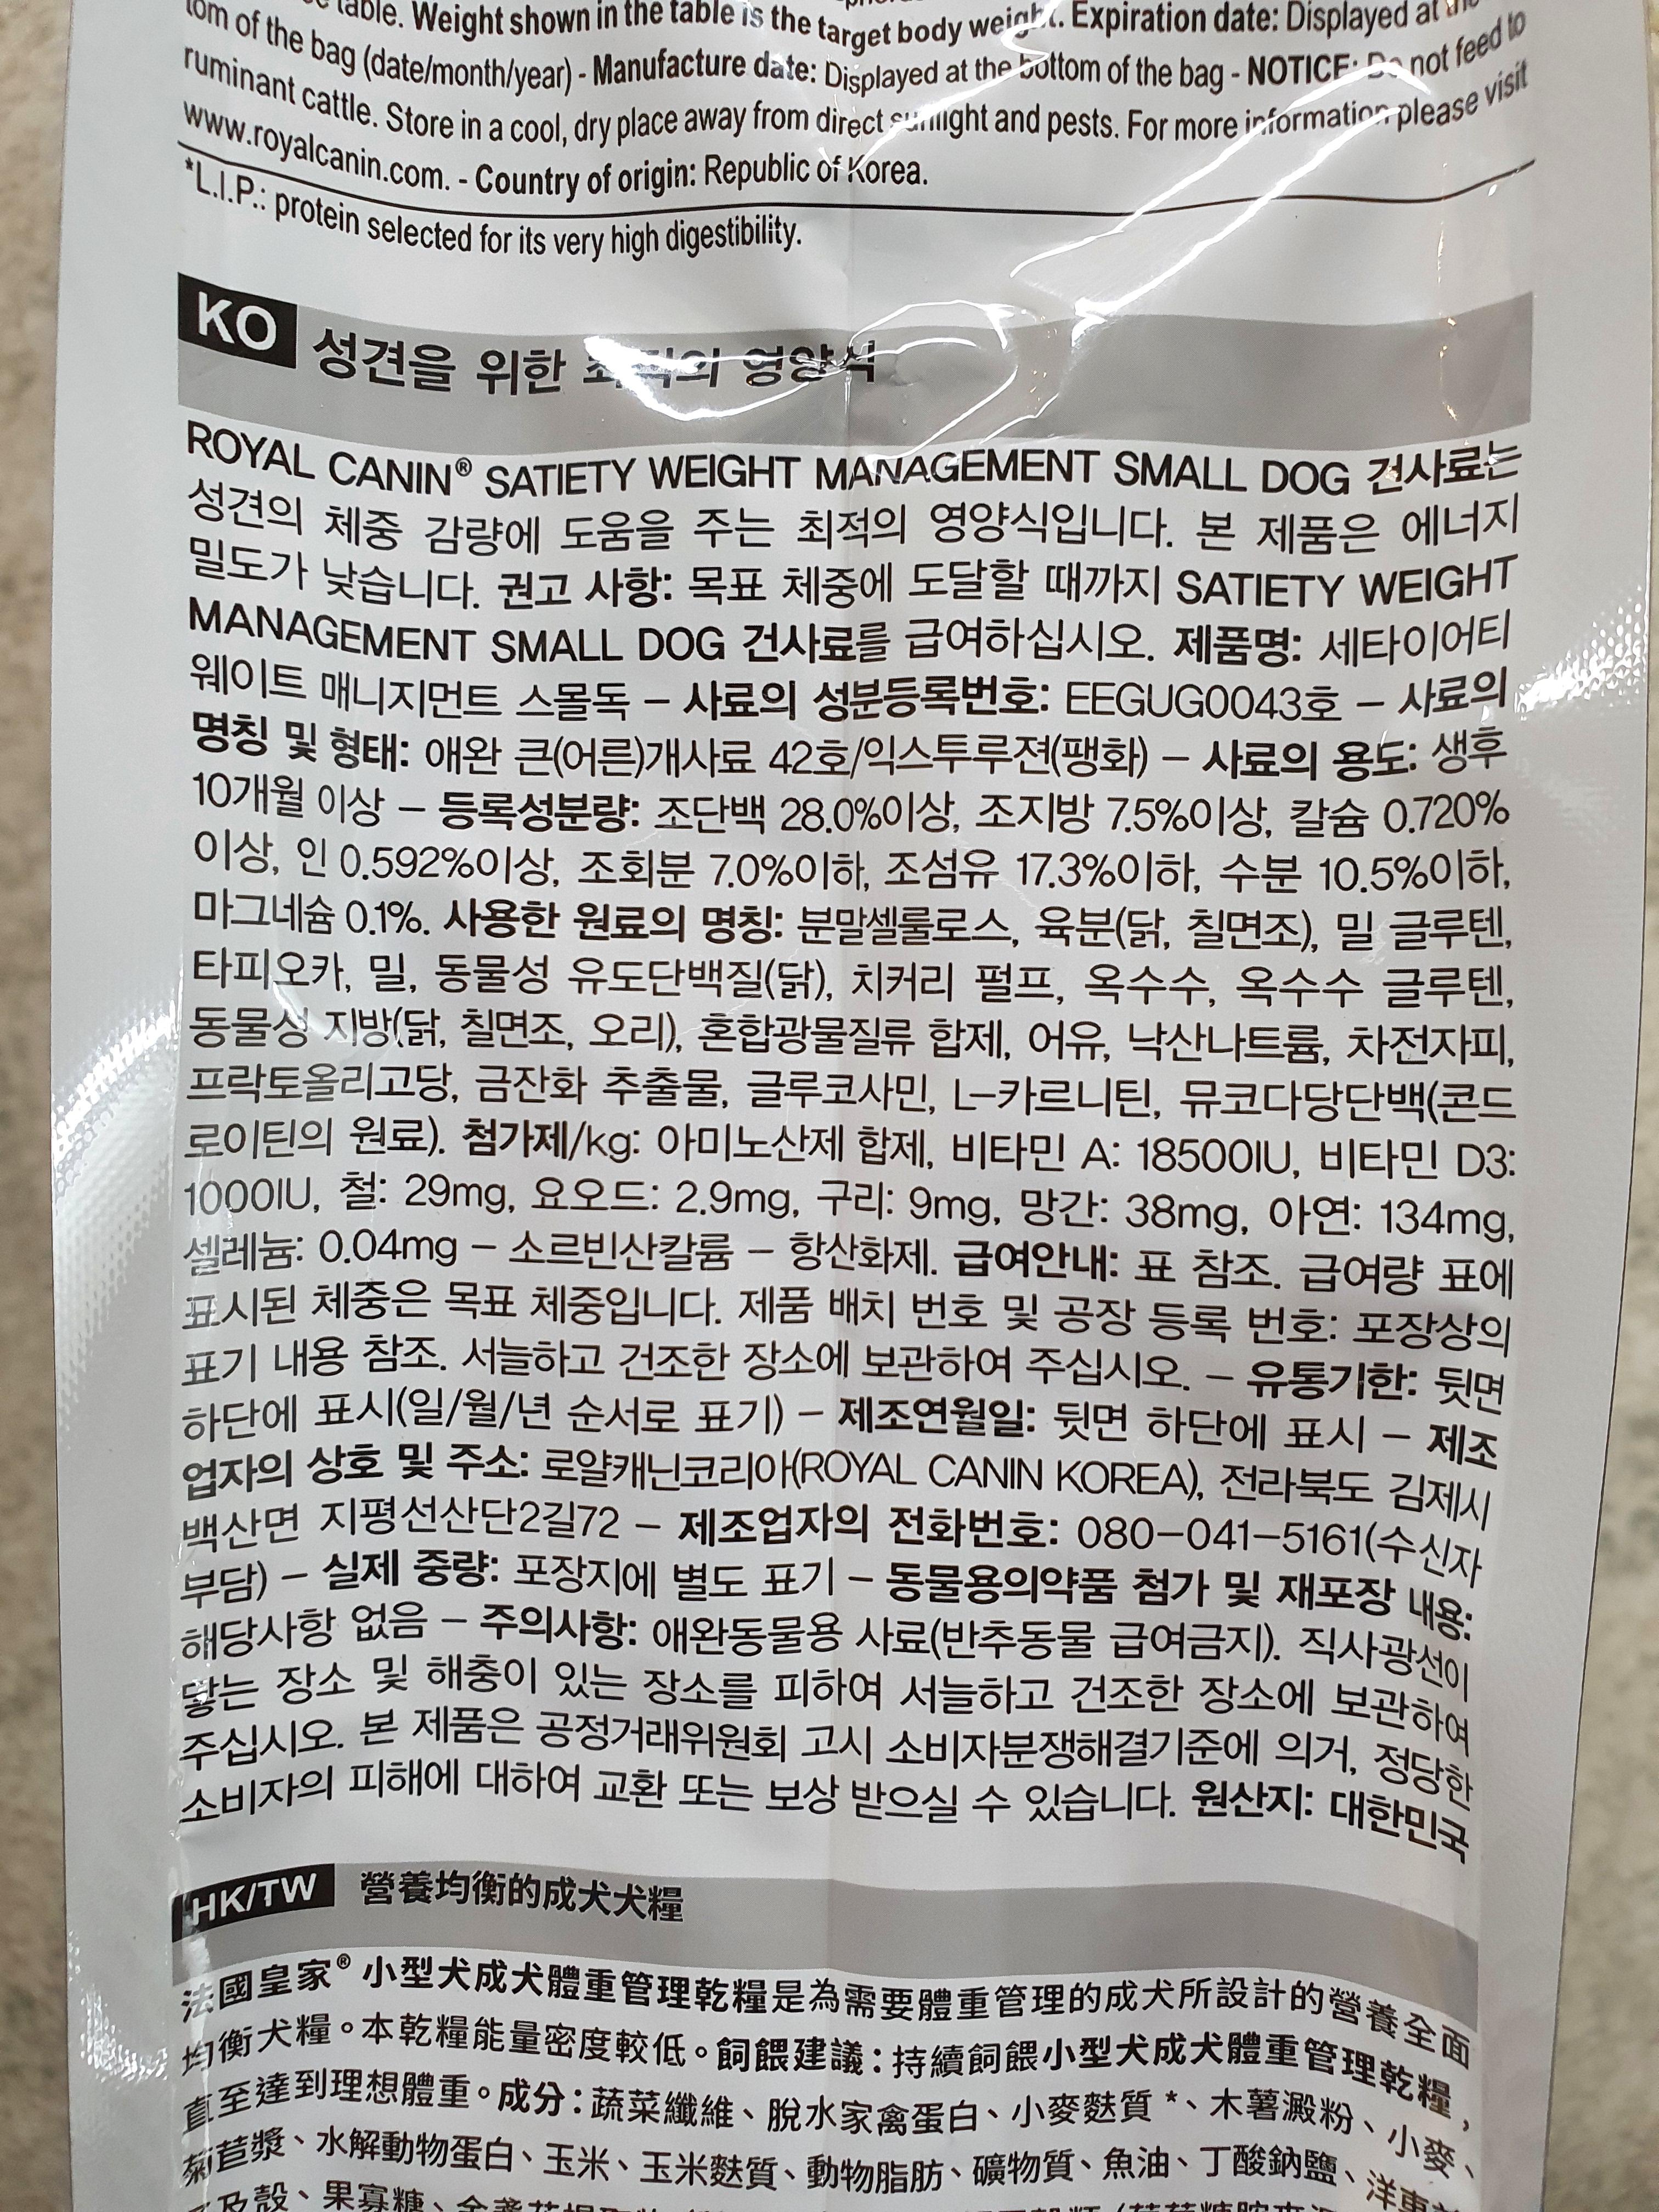 table. Weight shown in the table is the target body weight. Expiration date: Displayed at the
tom of the bag (date/month/year) - Manufacture date: Displayed at the bottom of the bag - NOTICE: Do not feed to
ruminant cattle. Store in a cool, dry place away from direct sunlight and pests. For more information please visit
www.royalcanin.com. - Country of origin: Republic of Korea.
*L.I.P.: protein selected for its very high digestibility.
KO 성견을 위한 최적의 영양식
ROYAL CANIN® SATIETY WEIGHT MANAGEMENT SMALL DOG 건사료는
성견의 체중 감량에 도움을 주는 최적의 영양식입니다. 본 제품은 에너지
밀도가 낮습니다. 권고 사항: 목표 체중에 도달할 때까지 SATIETY WEIGHT
MANAGEMENT SMALL DOG 건사료를 급여하십시오. 제품명: 세타이어티
웨이트 매니지먼트 스몰독 – 사료의 성분등록번호: EEGUG0043호 – 사료의
명칭 및 형태: 애완 큰(어른)개사료 42호/익스투루젼(팽화) – 사료의 용도: 생후
10개월 이상 – 등록성분량: 조단백 28.0%이상, 조지방 7.5%이상, 칼슘 0.720%
이상, 인 0.592%이상, 조회분 7.0%이하, 조섬유 17.3%이하, 수분 10.5%이하,
마그네슘 0.1%. 사용한 원료의 명칭: 분말셀룰로스, 육분(닭, 칠면조), 밀 글루텐,
타피오카, 밀, 동물성 유도단백질(닭), 치커리 펄프, 옥수수, 옥수수 글루텐,
동물성 지방(닭, 칠면조, 오리), 혼합광물질류 합제, 어유, 낙산나트륨, 차전자피,
프락토올리고당, 금잔화 추출물, 글루코사민, L-카르니틴, 뮤코다당단백(콘드
로이틴의 원료). 첨가제/kg: 아미노산제 합제, 비타민 A: 18500IU, 비타민 D3:
1000IU, 철: 29mg, 요오드: 2.9mg, 구리: 9mg, 망간: 38mg, 아연: 134mg,
셀레늄: 0.04mg – 소르빈산칼륨 – 항산화제. 급여안내: 표 참조. 급여량 표에
표시된 체중은 목표 체중입니다. 제품 배치 번호 및 공장 등록 번호: 포장상의
표기 내용 참조. 서늘하고 건조한 장소에 보관하여 주십시오. – 유통기한: 뒷면
하단에 표시(일/월/년 순서로 표기) – 제조연월일: 뒷면 하단에 표시 – 제조
업자의 상호 및 주소: 로얄캐닌코리아(ROYAL CANIN KOREA), 전라북도 김제시
백산면 지평선산단2길72 – 제조업자의 전화번호: 080-041-5161(수신자
부담) – 실제 중량: 포장지에 별도 표기 – 동물용의약품 첨가 및 재포장 내용:
해당사항 없음 – 주의사항: 애완동물용 사료(반추동물 급여금지). 직사광선이
닿는 장소 및 해충이 있는 장소를 피하여 서늘하고 건조한 장소에 보관하여
주십시오. 본 제품은 공정거래위원회 고시 소비자분쟁해결기준에 의거, 정당한
소비자의 피해에 대하여 교환 또는 보상 받으실 수 있습니다. 원산지: 대한민국
HK/TW 營養均衡的成犬犬糧
法國皇家® 小型犬成犬體重管理乾糧是為需要體重管理的成犬所設計的營養全面
均衡犬糧。本乾糧能量密度較低。飼餵建議：持續飼餵小型犬成犬體重管理乾糧，
直至達到理想體重。成分：蔬菜纖維、脫水家禽蛋白、小麥麩質*、木薯澱粉、小麥、
菊苣漿、水解動物蛋白、玉米、玉米麩質、動物脂肪、礦物質、魚油、丁酸鈉鹽、
及殼、果寡糖、